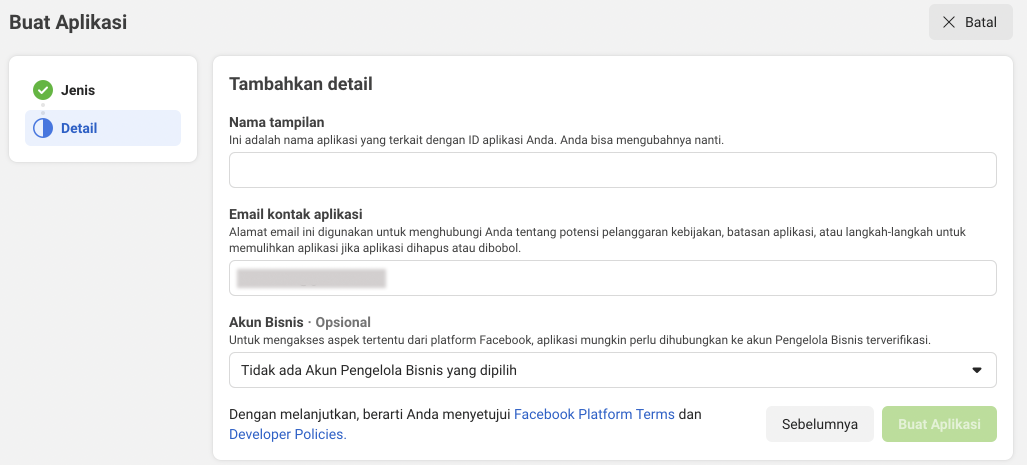 Buat Aplikasi
Batal
Jenis
Detail
Tambahkan detail
Nama tampilan
Ini adalah nama aplikasi yang terkait dengan ID aplikasi Anda. Anda bisa mengubahnya nanti.
Email kontak aplikasi
Alamat email ini digunakan untuk menghubungi Anda tentang potensi pelanggaran kebijakan, batasan aplikasi, atau langkah-langkah untuk
memulihkan aplikasi jika aplikasi dihapus atau dibobol.
Akun Bisnis · Opsional
Untuk mengakses aspek tertentu dari platform Facebook, aplikasi mungkin perlu dihubungkan ke akun Pengelola Bisnis terverifikasi.
Tidak ada Akun Pengelola Bisnis yang dipilih
Dengan melanjutkan, berarti Anda menyetujui Facebook Platform Terms dan
Developer Policies.
Sebelumnya
Buat Aplikasi